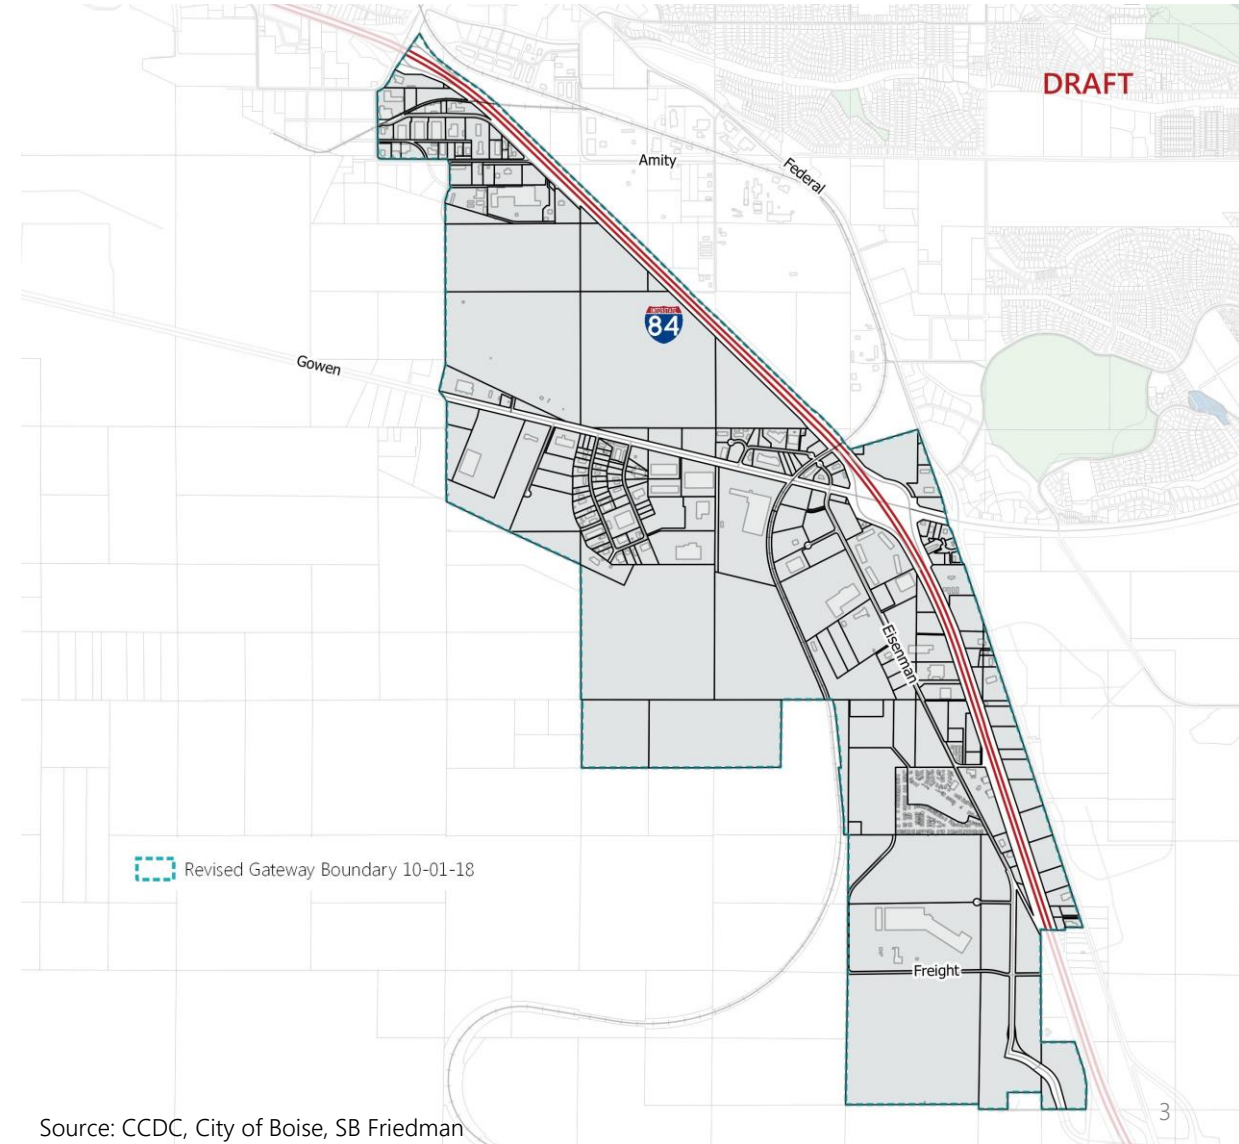 DRAFT
Amity
Federal
INTERSTATE
84
Gowen
Eisenman
Revised Gateway Boundary 10-01-18
Freight
3
Source: CCDC, City of Boise, SB Friedman